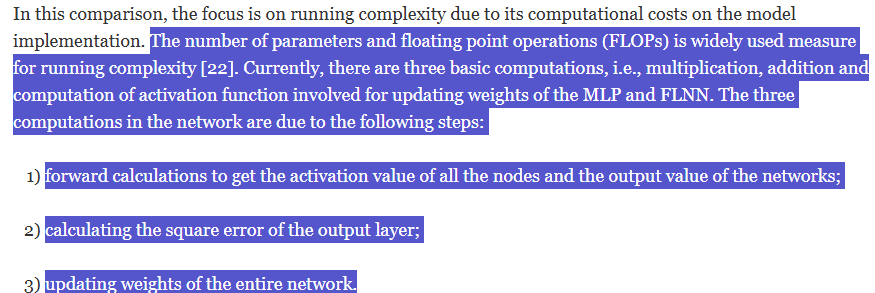 In this comparison, the focus is on running complexity due to its computational costs on the model
implementation. The number of parameters and floating point operations (FLOPs) is widely used measure
for running complexity [22]. Currently, there are three basic computations, i.e., multiplication, addition and
computation of activation function involved for updating weights of the MLP and FLNN. The three
computations in the network are due to the following steps:
1) forward calculations to get the activation value of all the nodes and the output value of the networks;
2) calculating the square error of the output layer;
3) updating weights of the entire network.